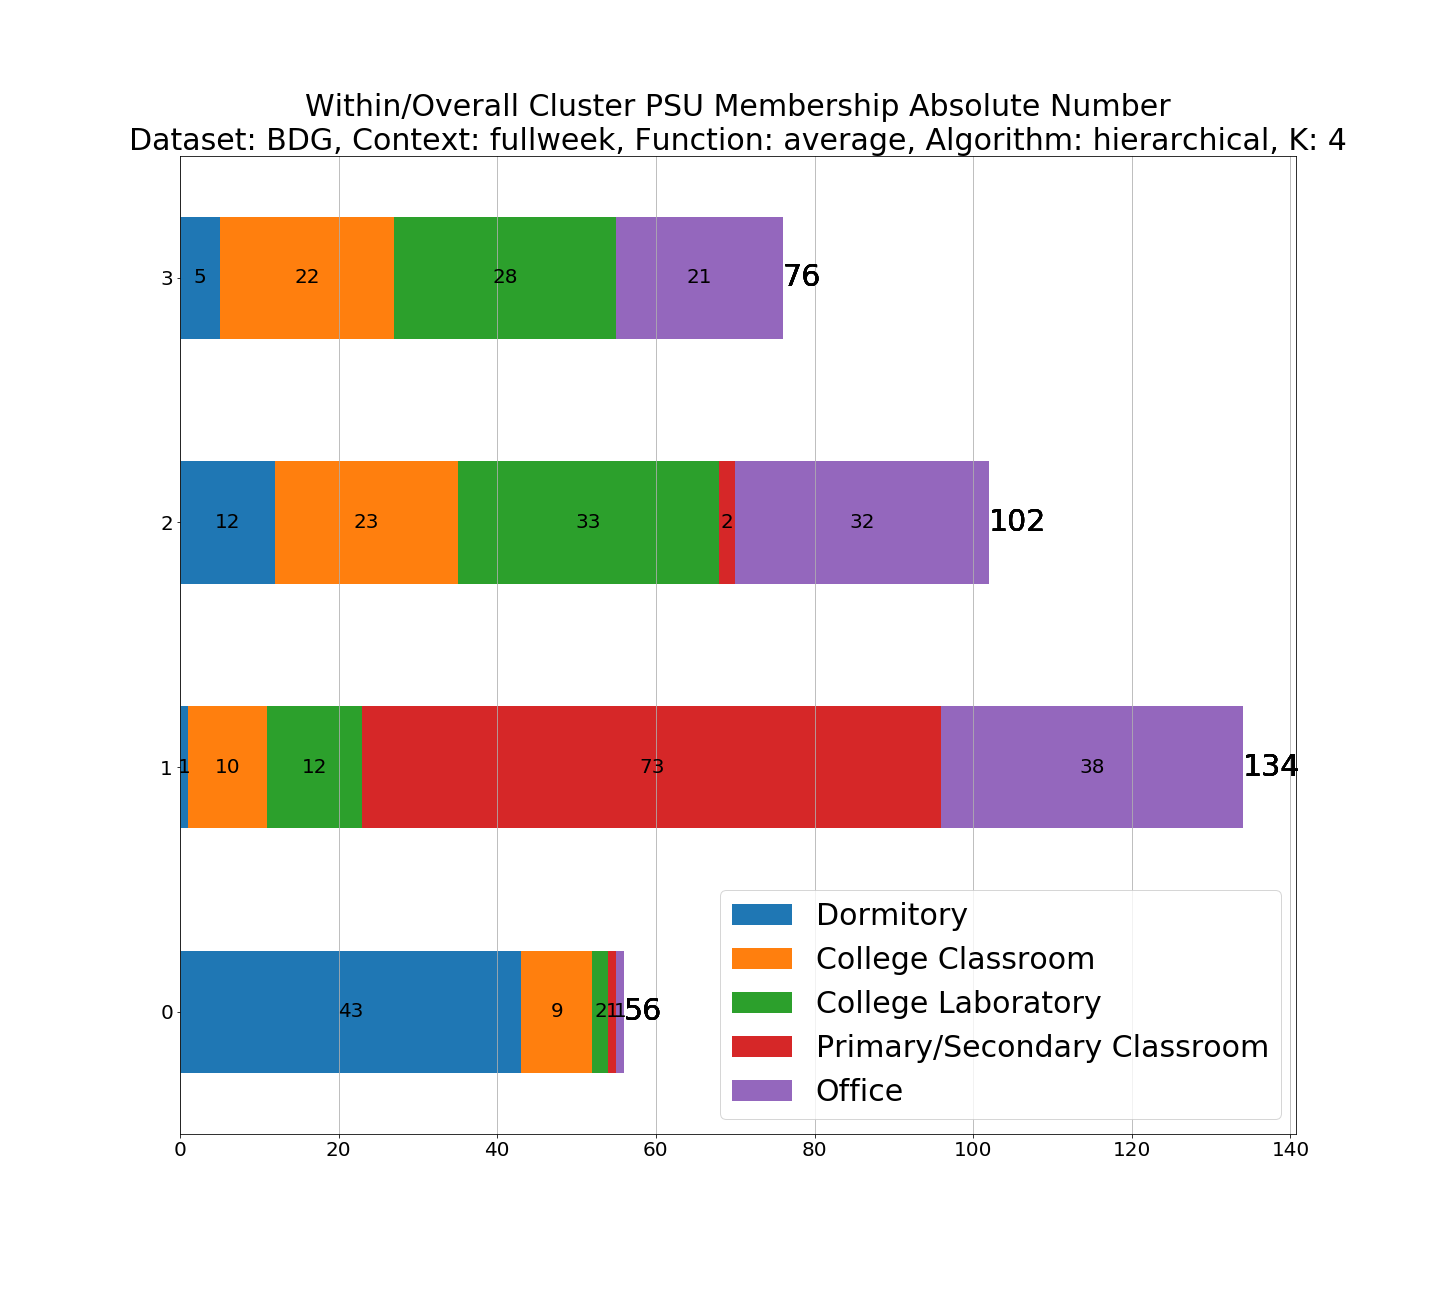 Within/Overall Cluster PSU Membership Absolute Number
Dataset: BDG, Context: fullweek, Function: average, Algorithm: hierarchical, K: 4
3 5 22 28 21 76
2 12 23 33 2 32 102
1 1 10 12 73 38 134
0 43 9 2 1 1 56
Dormitory
College Classroom
College Laboratory
Primary/Secondary Classroom
Office
0 20 40 60 80 100 120 140